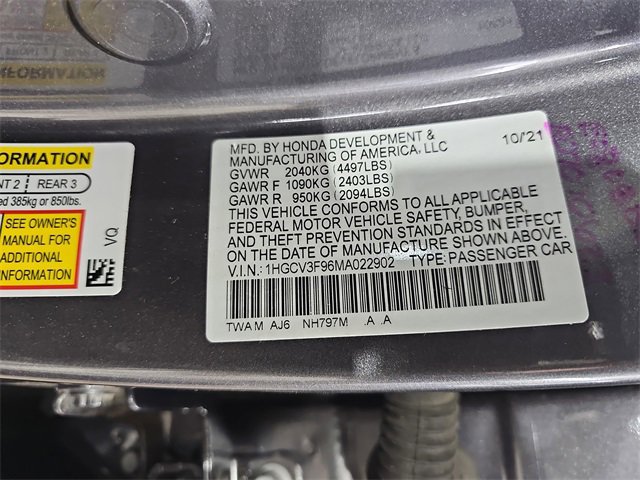 ORMATION
NT 2 REAR 3
ed 385kg or 850lbs.
SEE OWNER'S
MANUAL FOR
ADDITIONAL
INFORMATION
VQ
MFD. BY HONDA DEVELOPMENT & 10/21
MANUFACTURING OF AMERICA, LLC
GVWR 2040KG (4497LBS)
GAWR F 1090KG (2403LBS)
GAWR R 950KG (2094LBS)
THIS VEHICLE CONFORMS TO ALL APPLICABLE
FEDERAL MOTOR VEHICLE SAFETY, BUMPER,
AND THEFT PREVENTION STANDARDS IN EFFECT
ON THE DATE OF MANUFACTURE SHOWN ABOVE.
V.I.N.: 1HGCV3F96MA022902 TYPE: PASSENGER CAR
TWA M AJ6 NH797M .A .A